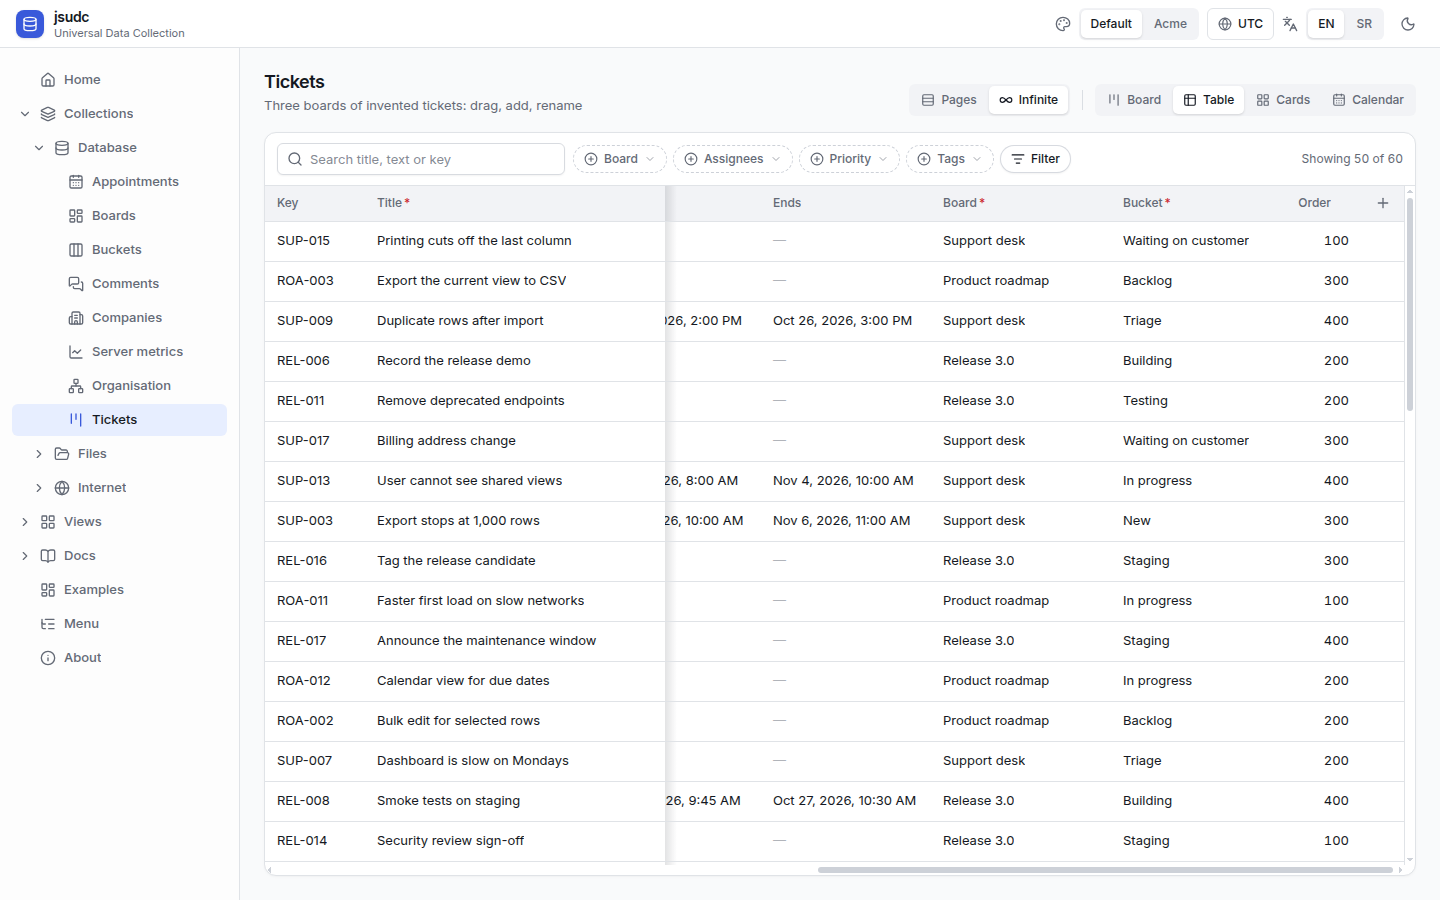 jsudc
Universal Data Collection
Default
Acme
UTC
EN
SR
Home
Collections
Database
Appointments
Boards
Buckets
Comments
Companies
Server metrics
Organisation
Tickets
Files
Internet
Views
Docs
Examples
Menu
About
Tickets
Three boards of invented tickets: drag, add, rename
Pages
Infinite
Board
Table
Cards
Calendar
Search title, text or key
Board
Assignees
Priority
Tags
Filter
Showing 50 of 60
Key Title* Ends Board* Bucket* Order
SUP-015 Printing cuts off the last column — Support desk Waiting on customer 100
ROA-003 Export the current view to CSV — Product roadmap Backlog 300
SUP-009 Duplicate rows after import 26, 2:00 PM Oct 26, 2026, 3:00 PM Support desk Triage 400
REL-006 Record the release demo — Release 3.0 Building 200
REL-011 Remove deprecated endpoints — Release 3.0 Testing 200
SUP-017 Billing address change — Support desk Waiting on customer 300
SUP-013 User cannot see shared views 26, 8:00 AM Nov 4, 2026, 10:00 AM Support desk In progress 400
SUP-003 Export stops at 1,000 rows 26, 10:00 AM Nov 6, 2026, 11:00 AM Support desk New 300
REL-016 Tag the release candidate — Release 3.0 Staging 300
ROA-011 Faster first load on slow networks — Product roadmap In progress 100
REL-017 Announce the maintenance window — Release 3.0 Staging 400
ROA-012 Calendar view for due dates — Product roadmap In progress 200
ROA-002 Bulk edit for selected rows — Product roadmap Backlog 200
SUP-007 Dashboard is slow on Mondays — Support desk Triage 200
REL-008 Smoke tests on staging 26, 9:45 AM Oct 27, 2026, 10:30 AM Release 3.0 Building 400
REL-014 Security review sign-off — Release 3.0 Staging 100